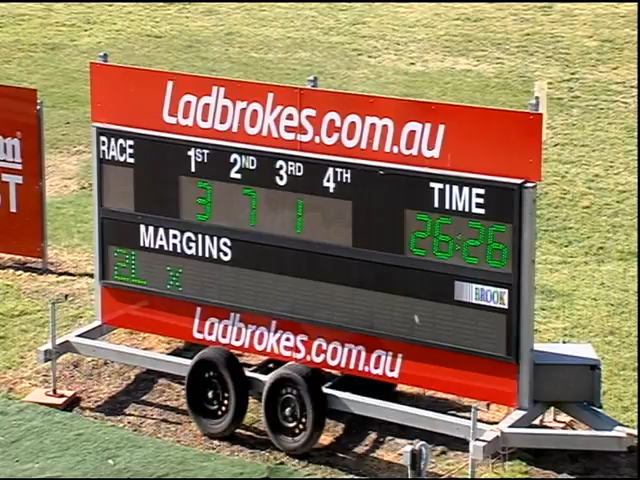 Ladbrokes.com.au
RACE 1ST 2ND 3RD 4TH TIME
3 7 1 26:26
MARGINS
2L X
BROOK
Ladbrokes.com.au